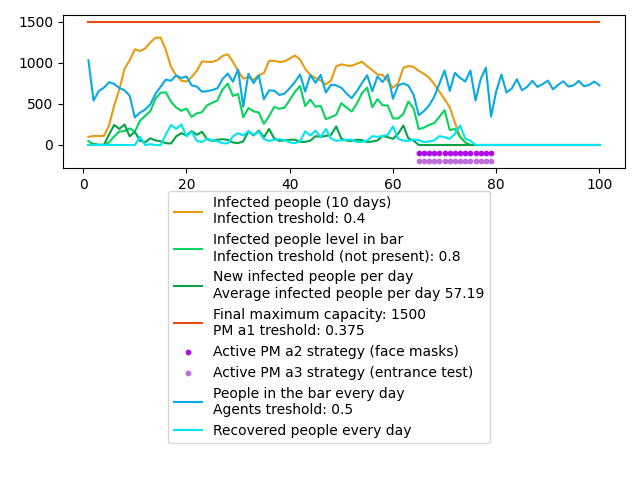 1500
1000
500
0
0
20
40
60
80
100
Infected people (10 days)
Infection treshold: 0.4
Infected people level in bar
Infection treshold (not present): 0.8
New infected people per day
Average infected people per day 57.19
Final maximum capacity: 1500
PM a1 treshold: 0.375
Active PM a2 strategy (face masks)
Active PM a3 strategy (entrance test)
People in the bar every day
Agents treshold: 0.5
Recovered people every day